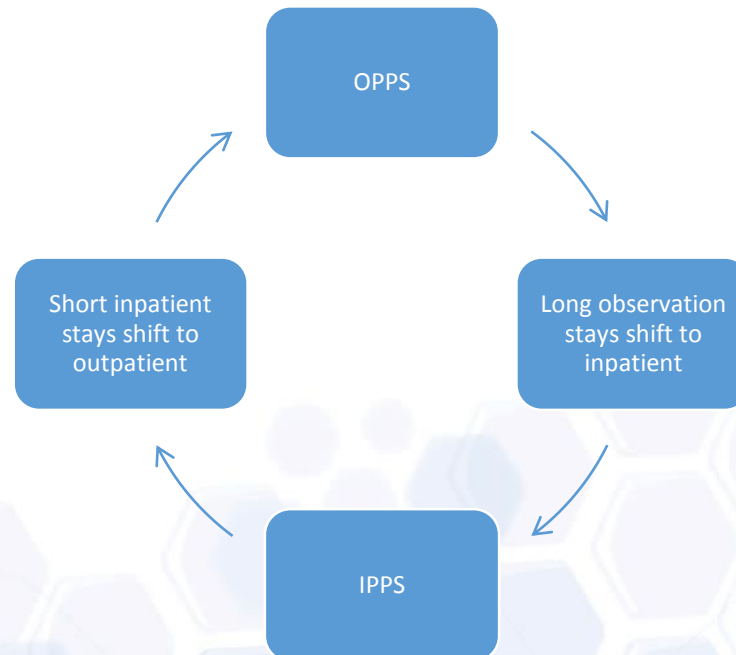 OPPS
Short inpatient
stays shift to
outpatient
Long observation
stays shift to
inpatient
IPPS